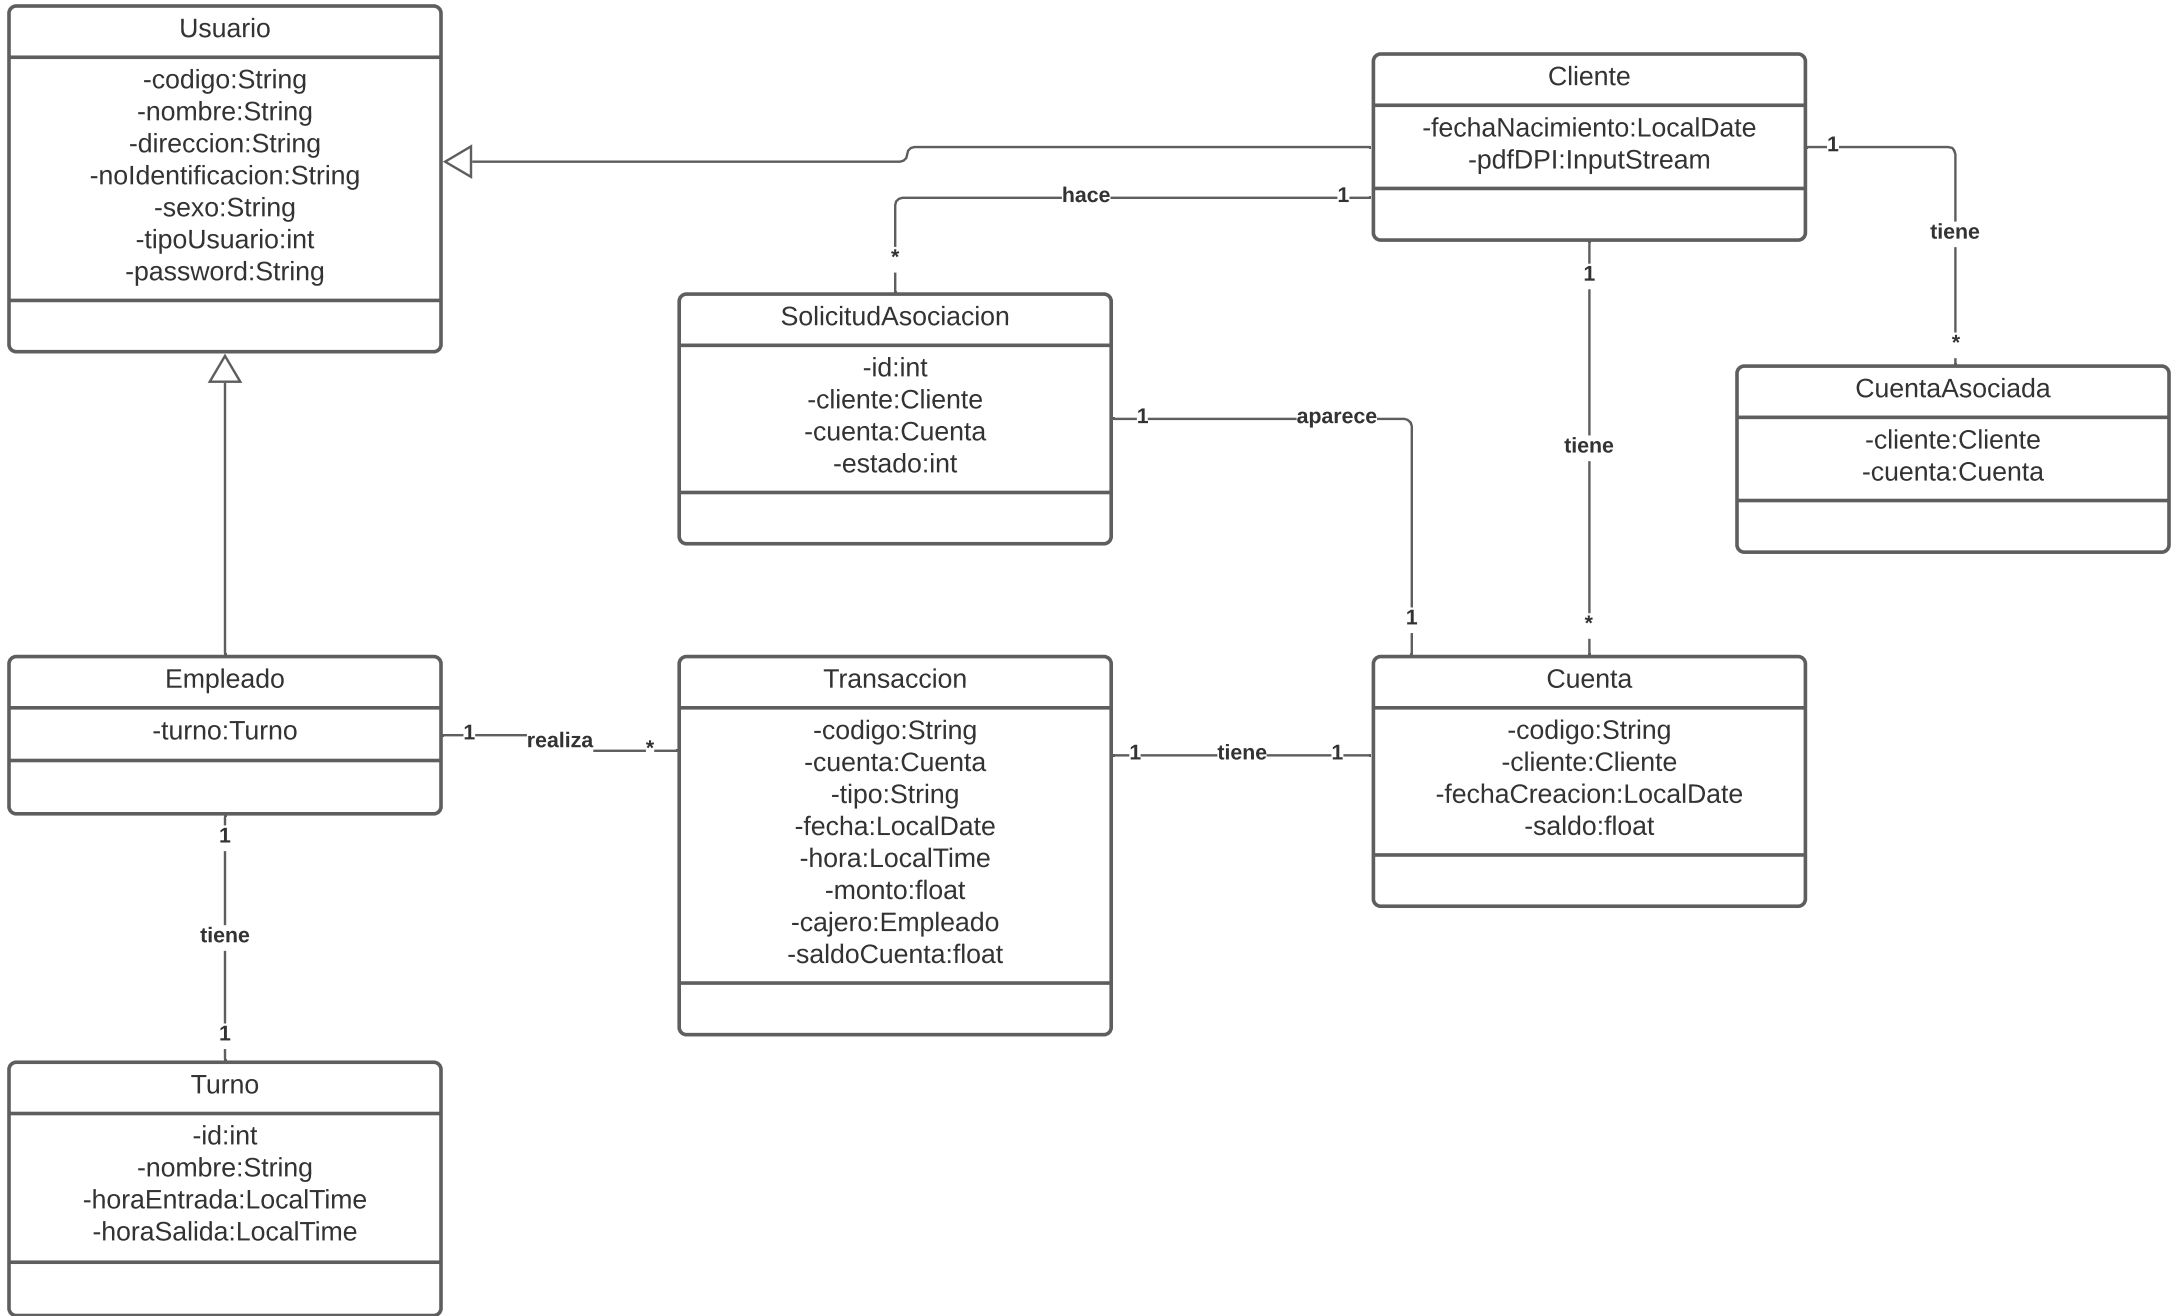 Usuario
-codigo:String
-nombre:String
-direccion:String
-noIdentificacion:String
-sexo:String
-tipoUsuario:int
-password:String
Cliente
-fechaNacimiento:LocalDate
-pdfDPI:InputStream
1
tiene
*
hace
1
*
1
tiene
*
SolicitudAsociacion
-id:int
-cliente:Cliente
-cuenta:Cuenta
-estado:int
1
aparece
1
CuentaAsociada
-cliente:Cliente
-cuenta:Cuenta
Empleado
-turno:Turno
1
realiza
*
Transaccion
-codigo:String
-cuenta:Cuenta
-tipo:String
-fecha:LocalDate
-hora:LocalTime
-monto:float
-cajero:Empleado
-saldoCuenta:float
1
tiene
1
Cuenta
-codigo:String
-cliente:Cliente
-fechaCreacion:LocalDate
-saldo:float
1
tiene
1
Turno
-id:int
-nombre:String
-horaEntrada:LocalTime
-horaSalida:LocalTime